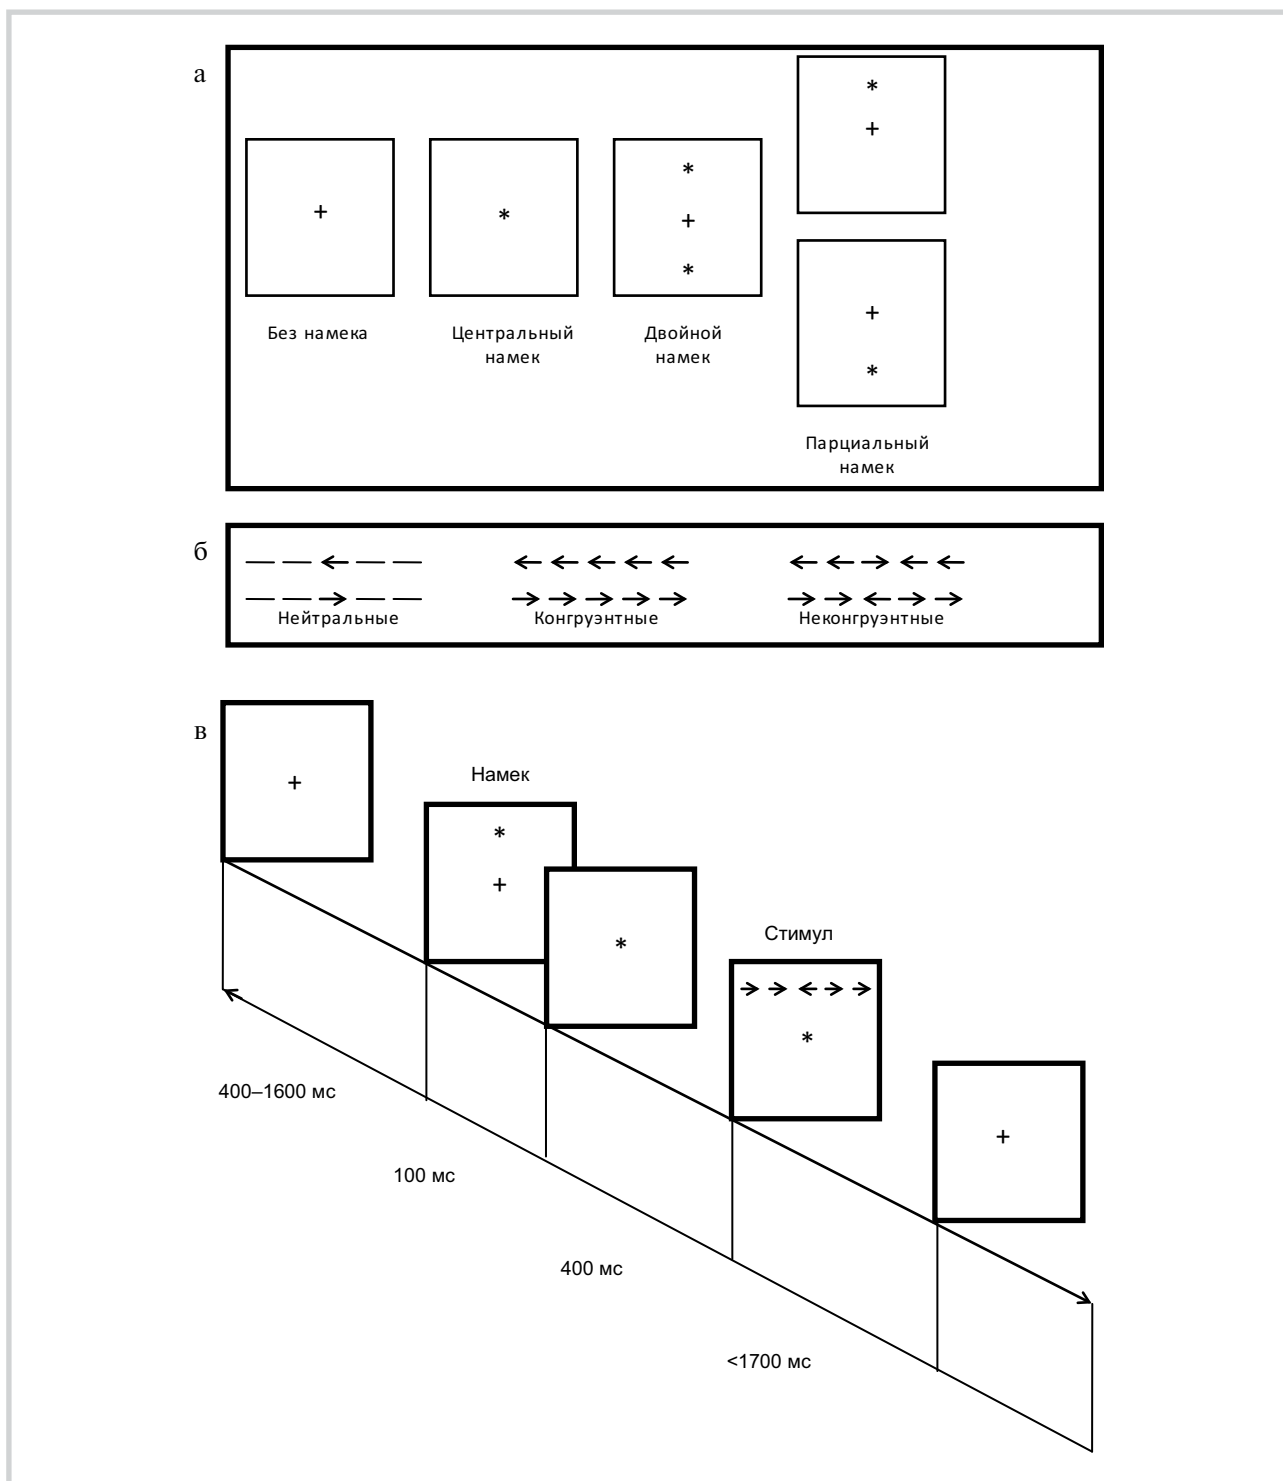 а
Без намека
Центральный
намек
Двойной
намек
Парциальный
намек
б
Нейтральные
Конгруэнтные
Неконгруэнтные
в
Намек
Стимул
400–1600 мс
100 мс
400 мс
<1700 мс